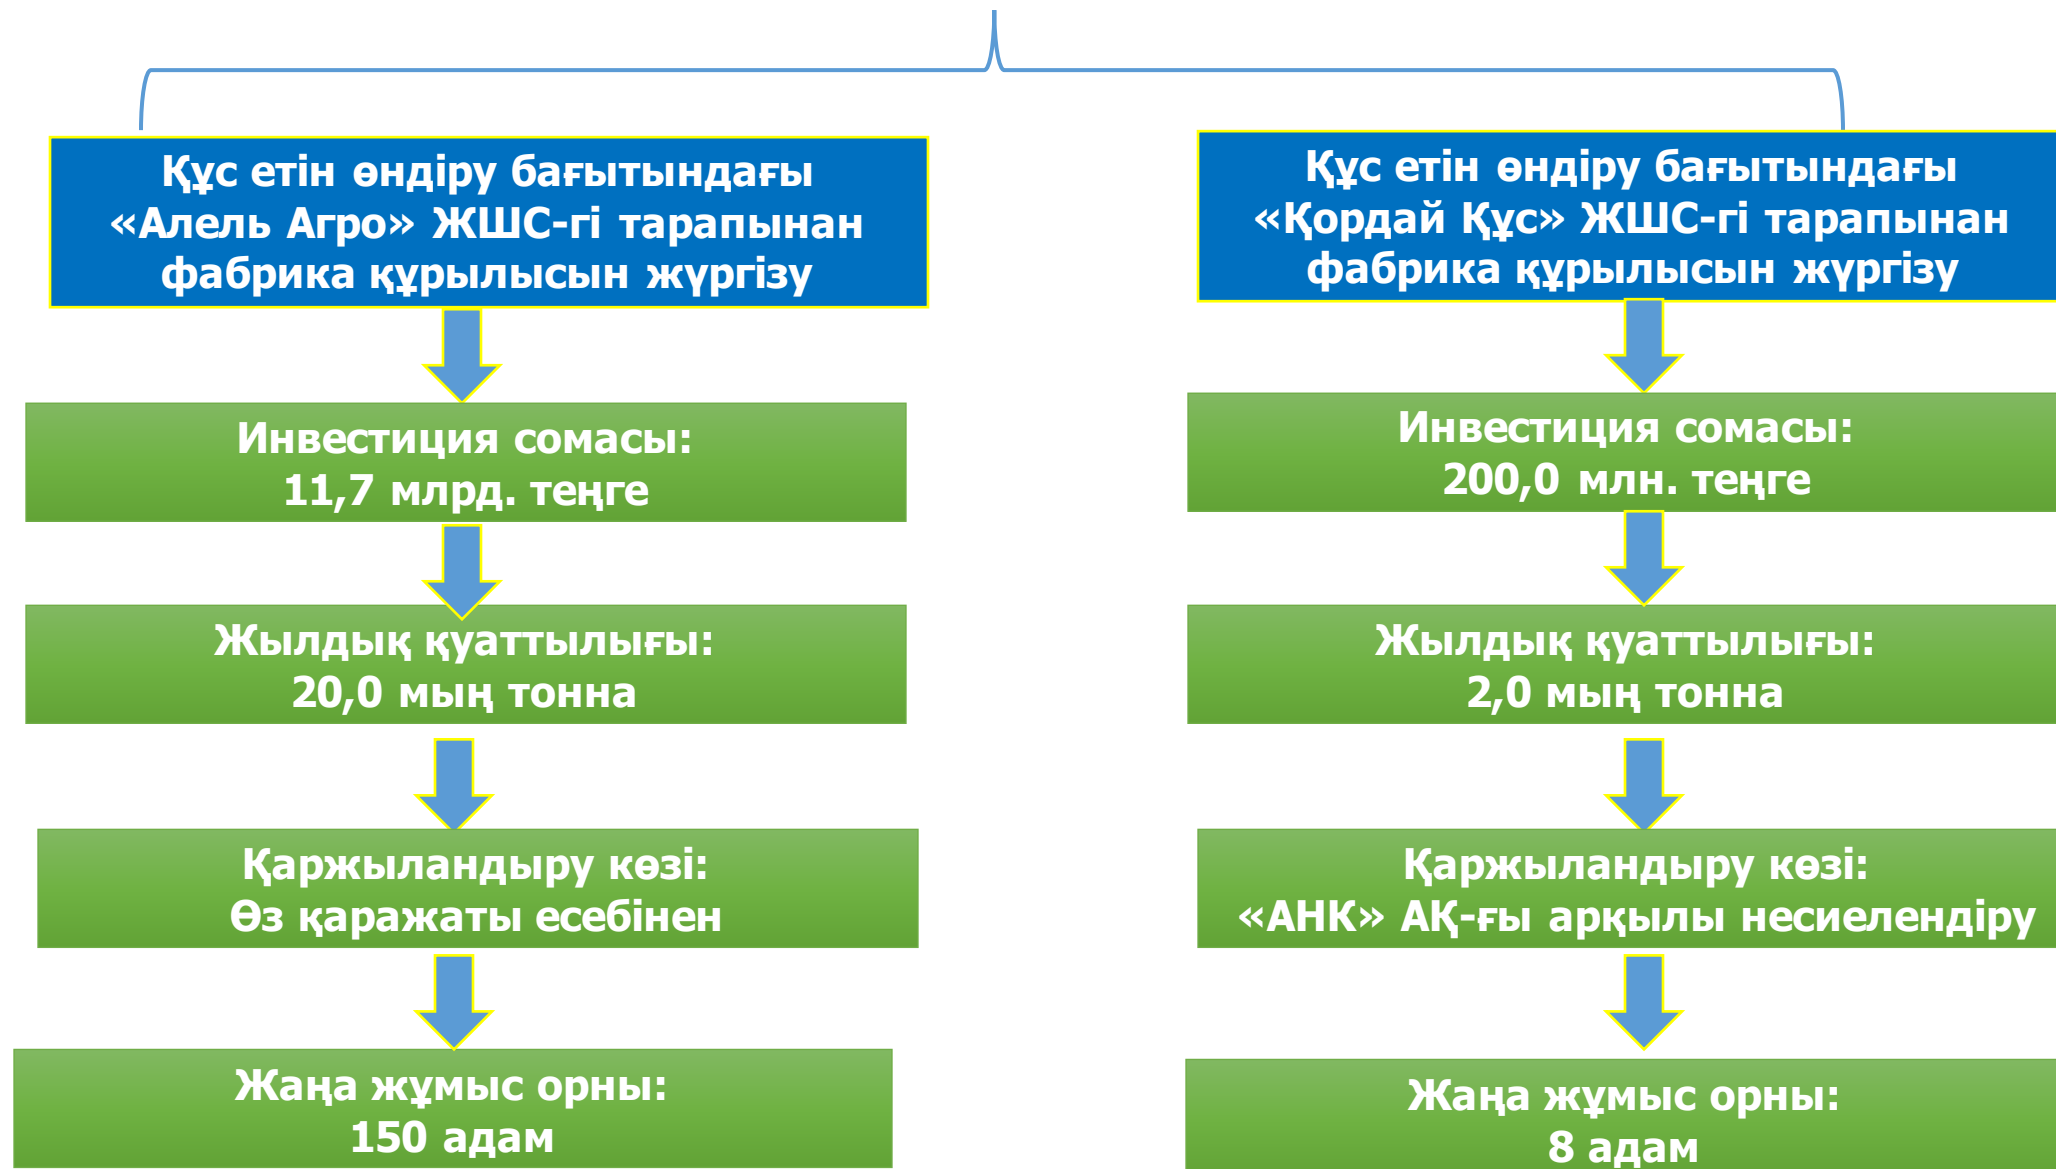 Құс етін өндіру бағытындағы
«Алель Агро» ЖШС-гі тарапынан
фабрика құрылысын жүргізу
Инвестиция сомасы:
11,7 млрд. теңге
Жылдық қуаттылығы:
20,0 мың тонна
Қаржыландыру көзі:
Өз қаражаты есебінен
Жаңа жұмыс орны:
150 адам
Құс етін өндіру бағытындағы
«Қордай Құс» ЖШС-гі тарапынан
фабрика құрылысын жүргізу
Инвестиция сомасы:
200,0 млн. теңге
Жылдық қуаттылығы:
2,0 мың тонна
Қаржыландыру көзі:
«АНК» АҚ-ғы арқылы несиелендіру
Жаңа жұмыс орны:
8 адам